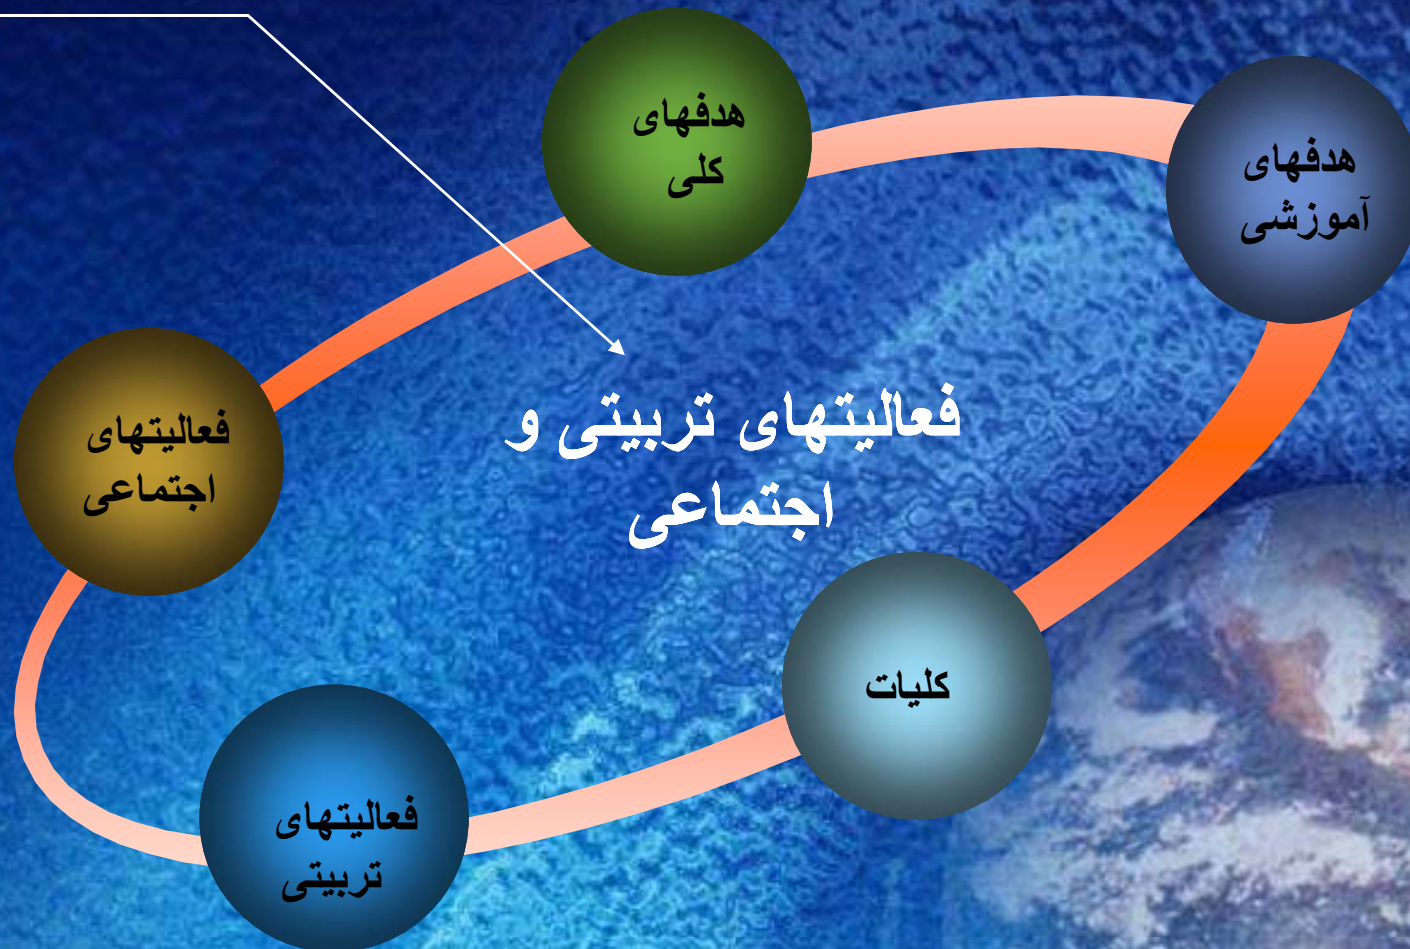 هدفهای
کلی
هدفهای
آموزشی
فعالیتهای تربیتی و
اجتماعی
فعالیتهای
اجتماعی
کلیات
فعالیتهای
تربیتی